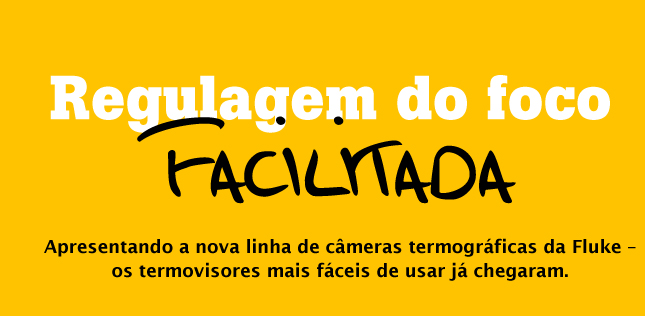 Regulagem do foco
FACILITADA
Apresentando a nova linha de câmeras termográficas da Fluke –
os termovisores mais fáceis de usar já chegaram.